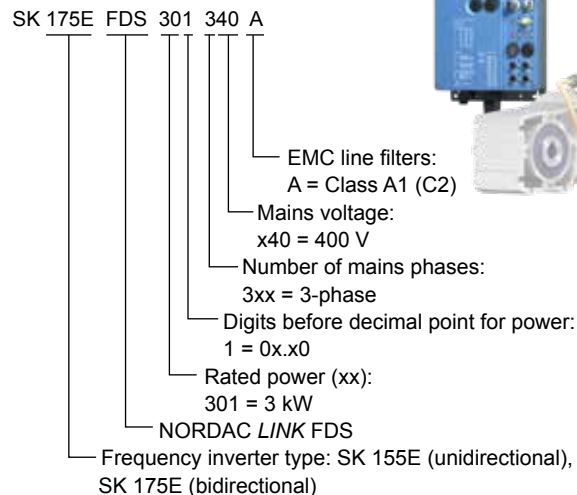 SK 175E FDS 301 340 A
EMC line filters:
A = Class A1 (C2)
Mains voltage:
x40 = 400 V
Number of mains phases:
3xx = 3-phase
Digits before decimal point for power:
1 = 0x.x0
Rated power (xx):
301 = 3 kW
NORDAC LINK FDS
Frequency inverter type: SK 155E (unidirectional),
SK 175E (bidirectional)